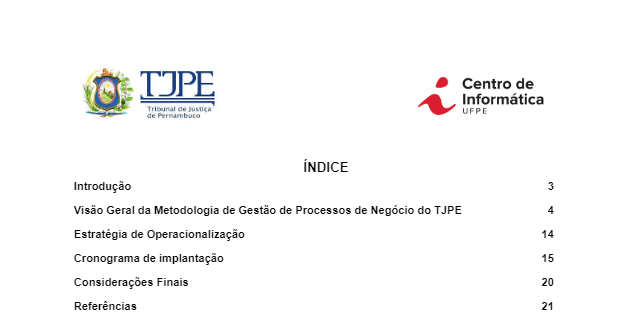 TJPE
Tribunal de Justiça
de Pernambuco
Centro de
Informática
UFPE
ÍNDICE
Introdução 3
Visão Geral da Metodologia de Gestão de Processos de Negócio do TJPE 4
Estratégia de Operacionalização 14
Cronograma de implantação 15
Considerações Finais 20
Referências 21